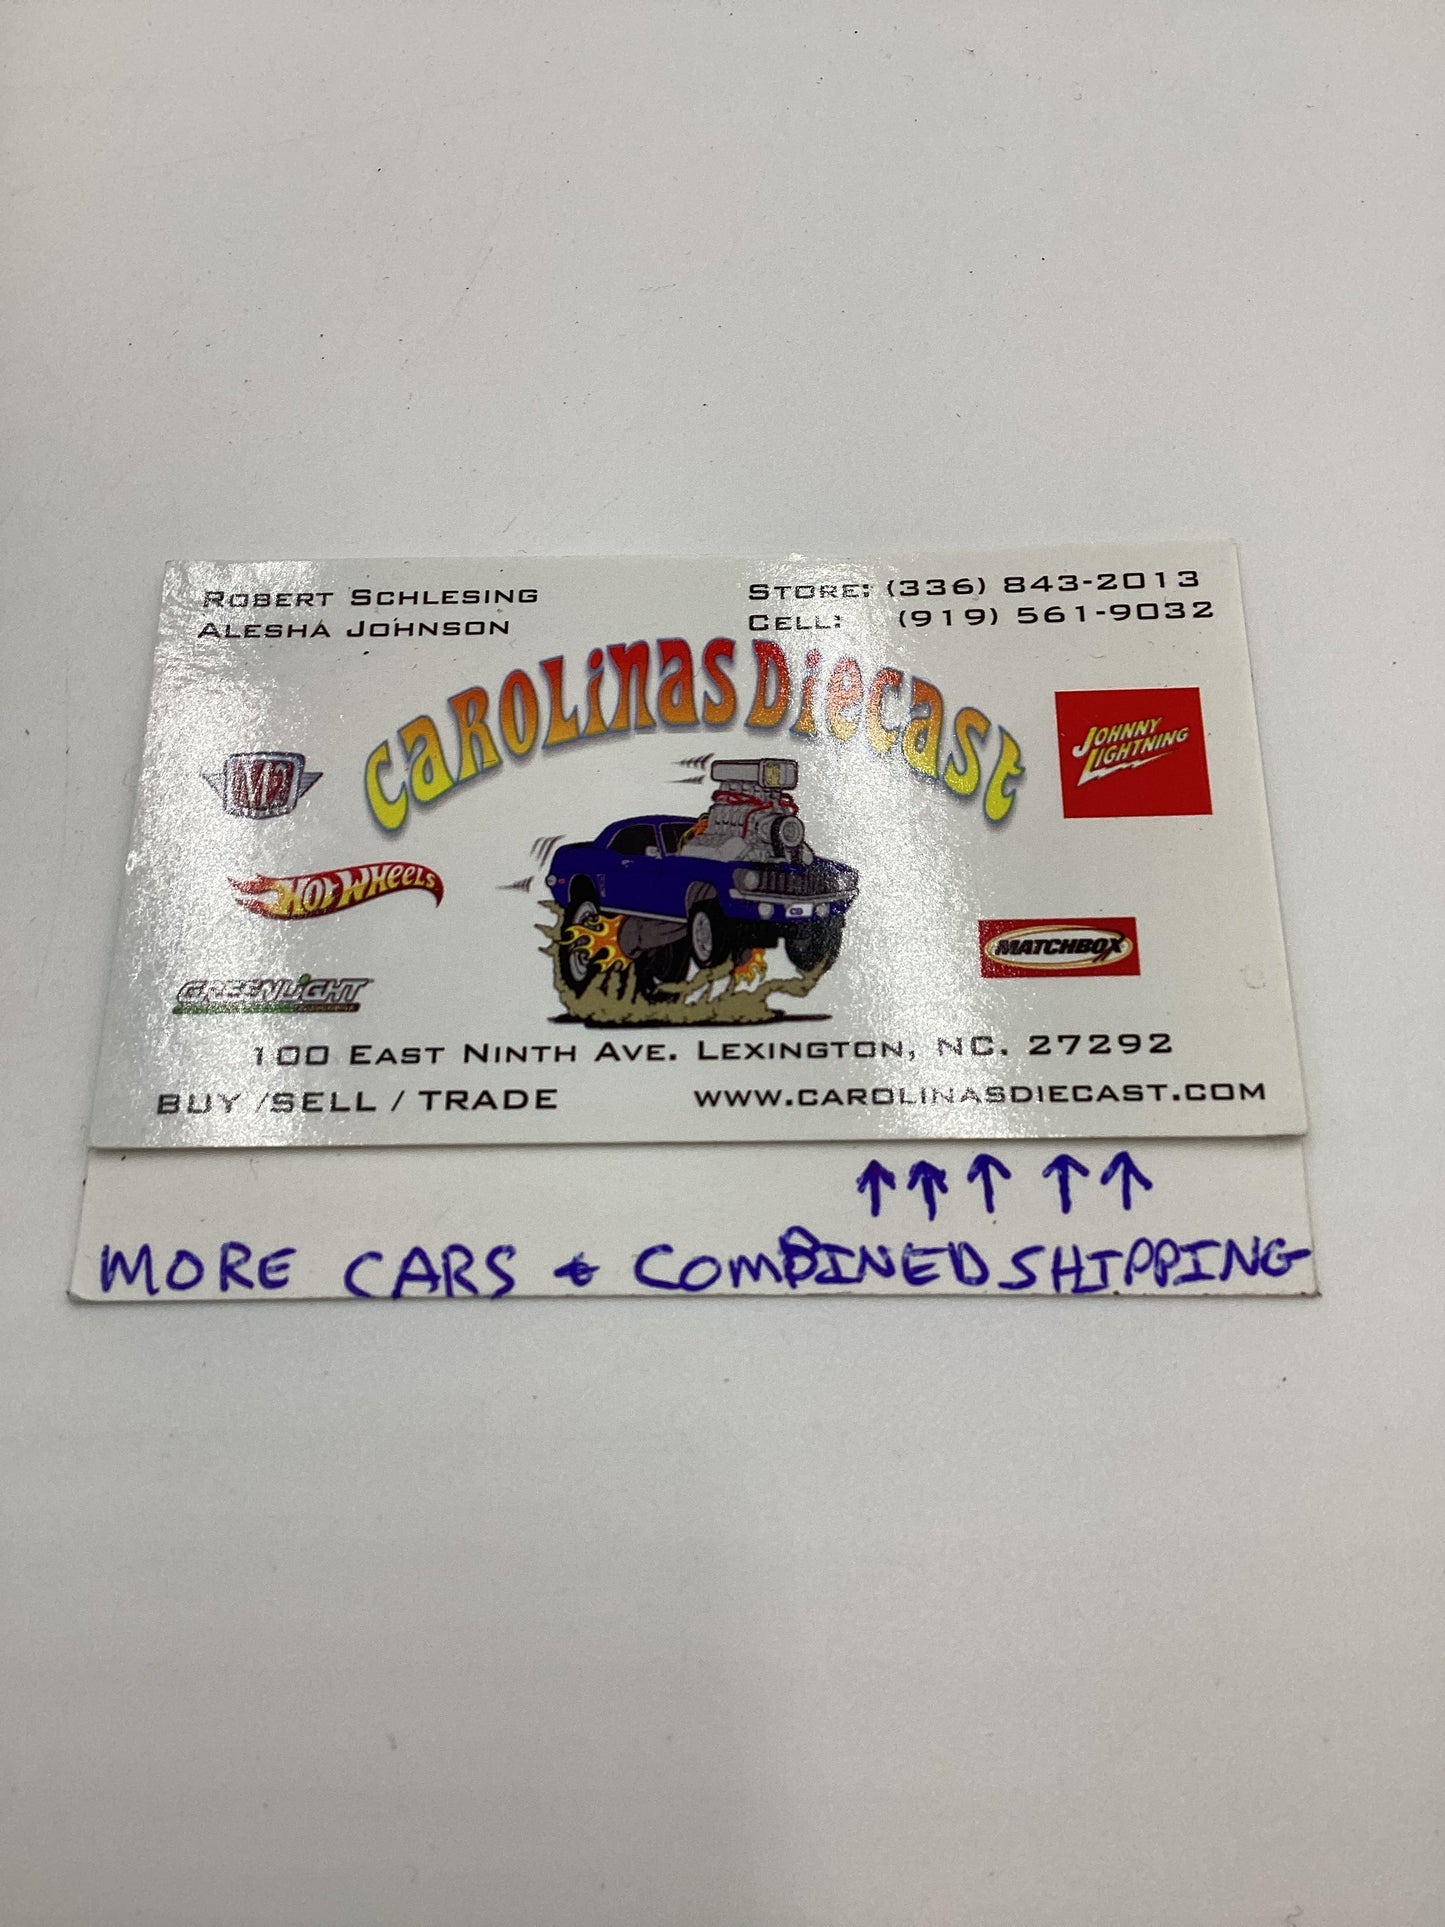 ROBERT SCHLESING
ALESHA JOHNSON
STORE: (336) 843-2013
CELL: (919) 561-9032
CAROLINAS DIECAST
M2
JOHNNY
LIGHTNING
HOT WHEELS
MATCHBOX
GREENLIGHT
CD
100 EAST NINTH AVE. LEXINGTON, NC. 27292
BUY /SELL / TRADE
WWW.CAROLINASDIECAST.COM
↑ ↑ ↑ ↑ ↑
MORE CARS & COMBINED SHIPPING